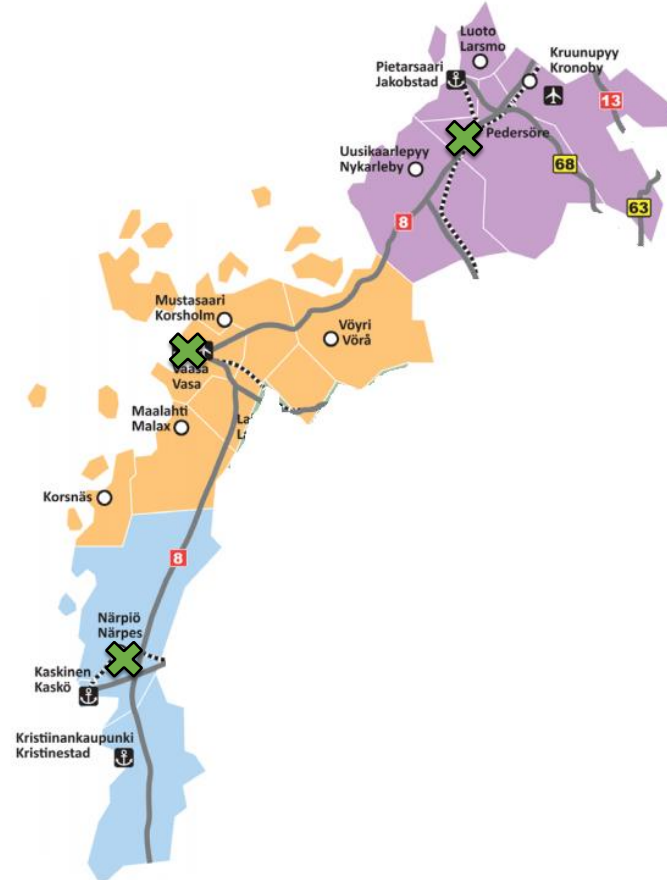 Luoto
Larsmo
Kruunupyy
Kronoby
Pietarsaari
Jakobstad
13
Pedersöre
Uusikaarlepyy
Nykarleby
68
63
8
Mustasaari
Korsholm
Vöyri
Vörå
Vaasa
Vasa
Maalahti
Malax
La
Korsnäs
8
Närpiö
Närpes
Kaskinen
Kaskö
Kristiinankaupunki
Kristinestad